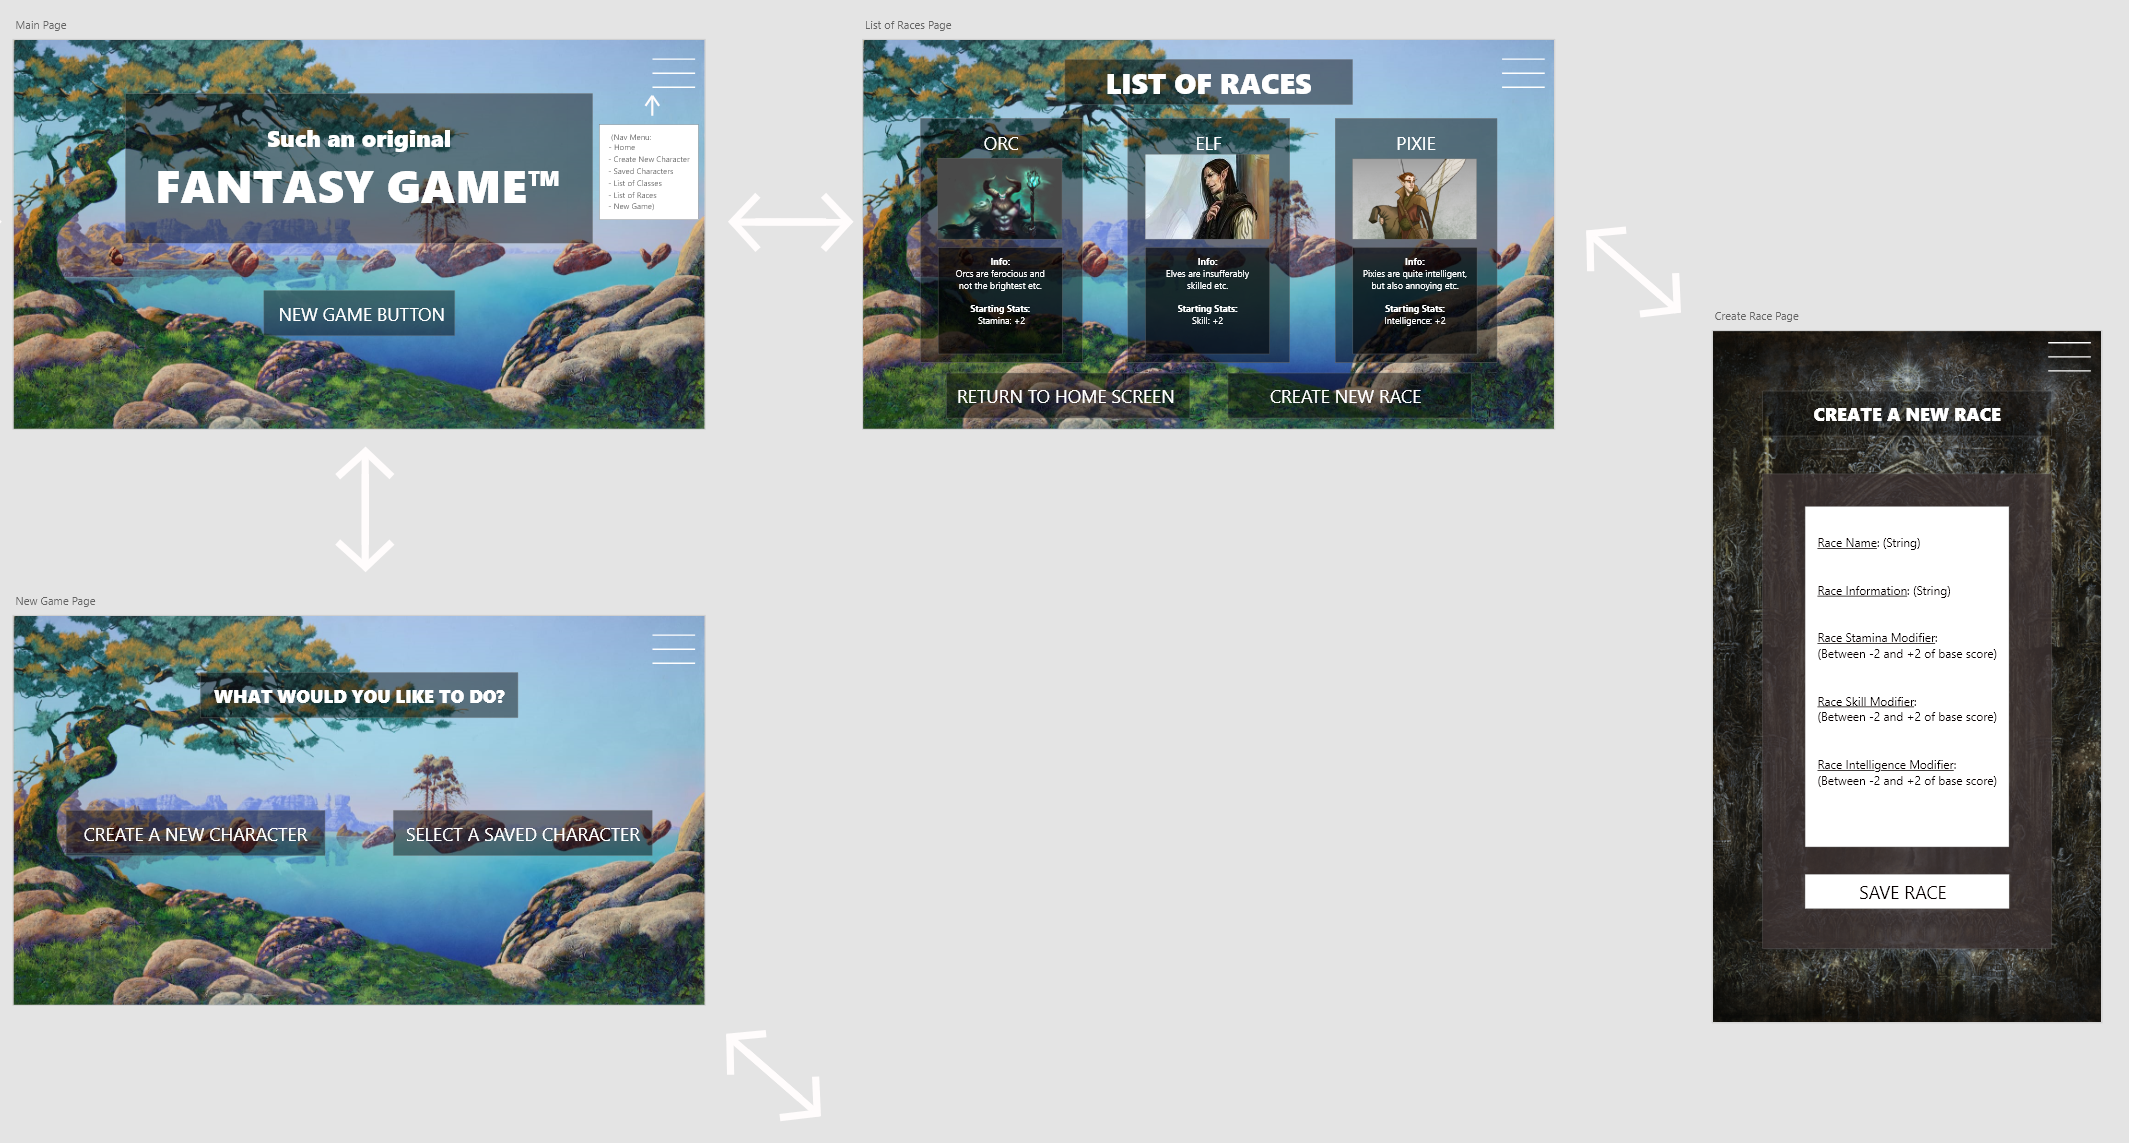 Main Page
Such an original
FANTASY GAME™
(Nav Menu:
- Home
- Create New Character
- Saved Characters
- List of Classes
- List of Races
- New Game)
NEW GAME BUTTON
List of Races Page
LIST OF RACES
ORC
Info:
Orcs are ferocious and
not the brightest etc.
Starting Stats:
Stamina: +2
ELF
Info:
Elves are insufferably
skilled etc.
Starting Stats:
Skill: +2
PIXIE
Info:
Pixies are quite intelligent,
but also annoying etc.
Starting Stats:
Intelligence: +2
RETURN TO HOME SCREEN
CREATE NEW RACE
Create Race Page
CREATE A NEW RACE
Race Name: (String)
Race Information: (String)
Race Stamina Modifier:
(Between -2 and +2 of base score)
Race Skill Modifier:
(Between -2 and +2 of base score)
Race Intelligence Modifier:
(Between -2 and +2 of base score)
SAVE RACE
New Game Page
WHAT WOULD YOU LIKE TO DO?
CREATE A NEW CHARACTER
SELECT A SAVED CHARACTER